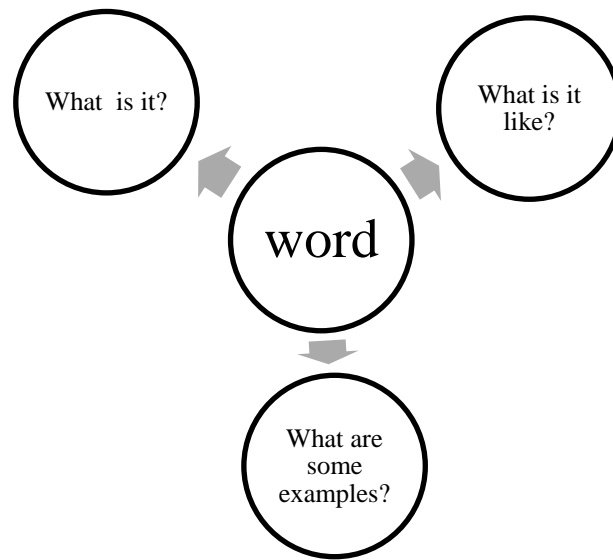 What is it?
What is it
like?
word
What are
some
examples?